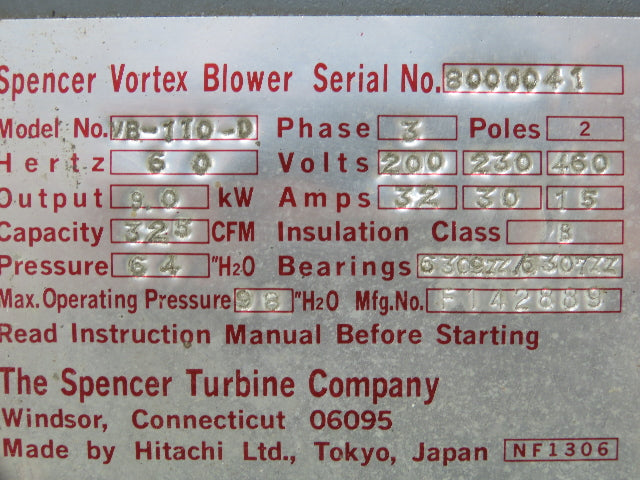 Spencer Vortex Blower Serial No. 8000041
Model No. VB-110-D Phase 3 Poles 2
Hertz 60 Volts 200 230 460
Output 9.0 kW Amps 32 30 15
Capacity 325 CFM Insulation Class B
Pressure 64 "H2O Bearings 6309ZZ/6307ZZ
Max. Operating Pressure 98 "H2O Mfg.No. F142889
Read Instruction Manual Before Starting
The Spencer Turbine Company
Windsor, Connecticut 06095
Made by Hitachi Ltd., Tokyo, Japan NF1306